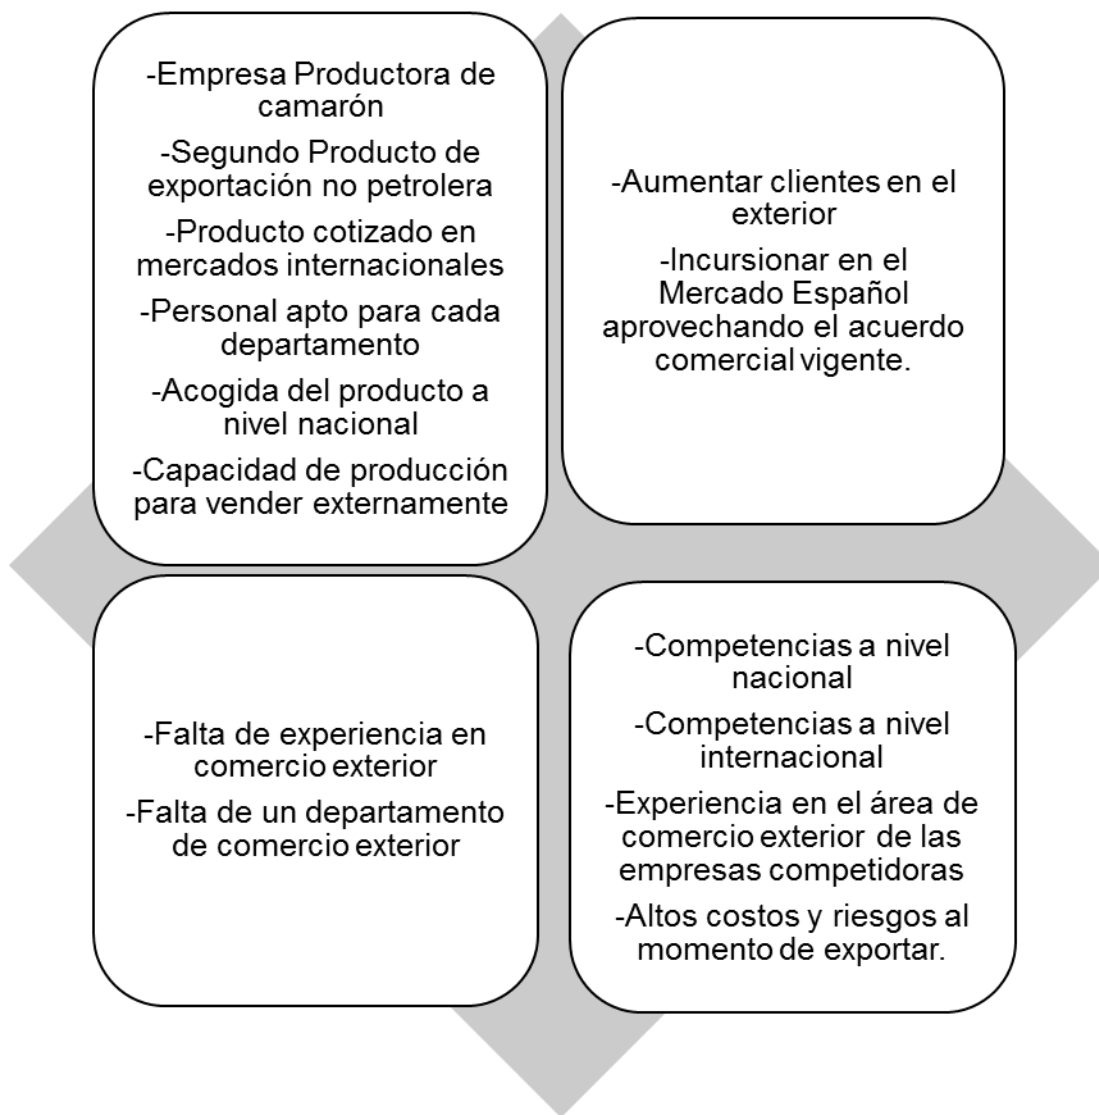 -Empresa Productora de
camarón
-Segundo Producto de
exportación no petrolera
-Producto cotizado en
mercados internacionales
-Personal apto para cada
departamento
-Acogida del producto a
nivel nacional
-Capacidad de producción
para vender externamente
-Aumentar clientes en el
exterior
-Incursionar en el
Mercado Español
aprovechando el acuerdo
comercial vigente.
-Falta de experiencia en
comercio exterior
-Falta de un departamento
de comercio exterior
-Competencias a nivel
nacional
-Competencias a nivel
internacional
-Experiencia en el área de
comercio exterior de las
empresas competidoras
-Altos costos y riesgos al
momento de exportar.